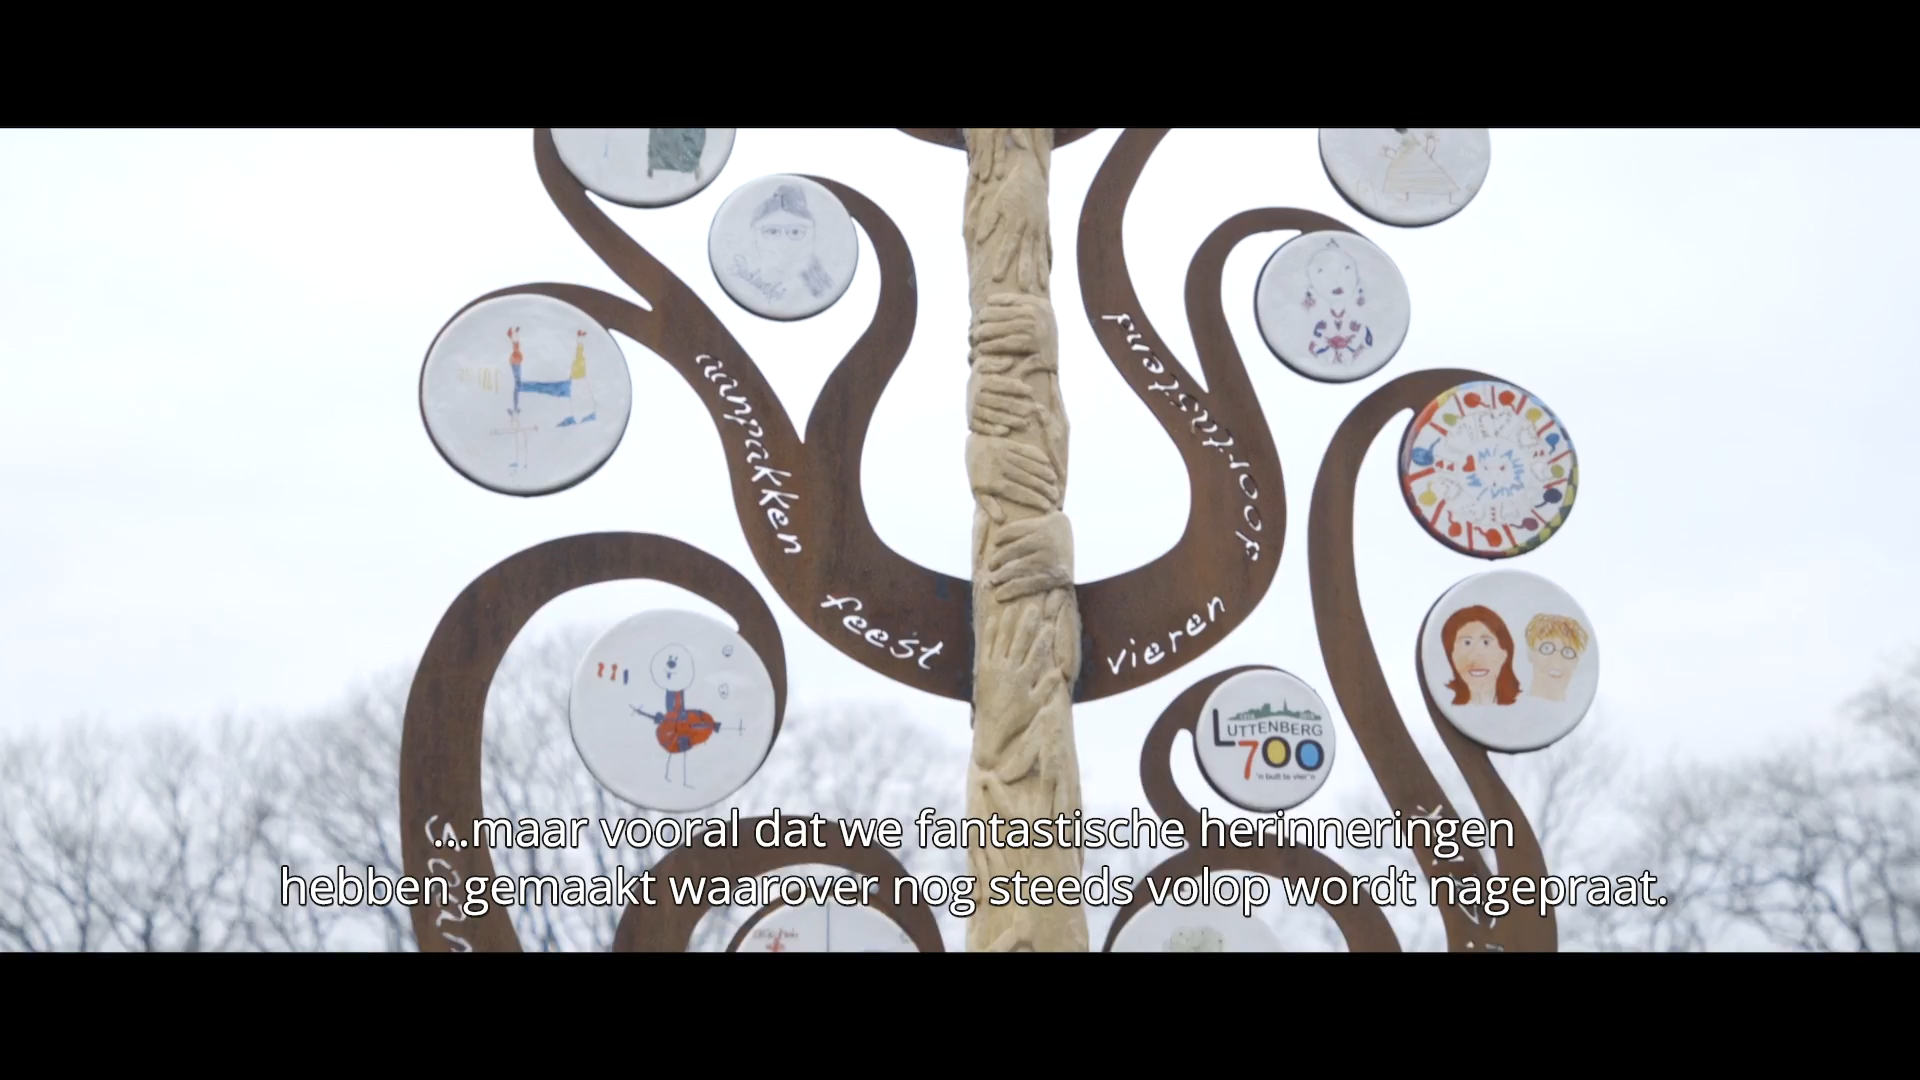 aanpakken
doortastend
feest
vieren
LUTTENBERG
700
'n bult te vier'n
...maar vooral dat we fantastische herinneringen
hebben gemaakt waarover nog steeds volop wordt nagepraat.